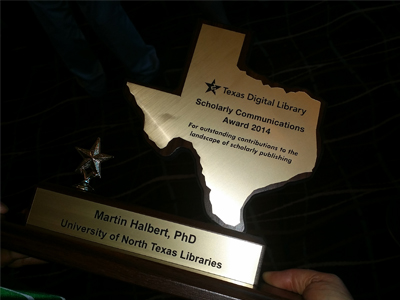 Texas Digital Library
Scholarly Communications
Award 2014
For outstanding contributions to the
landscape of scholarly publishing
Martin Halbert, PhD
University of North Texas Libraries